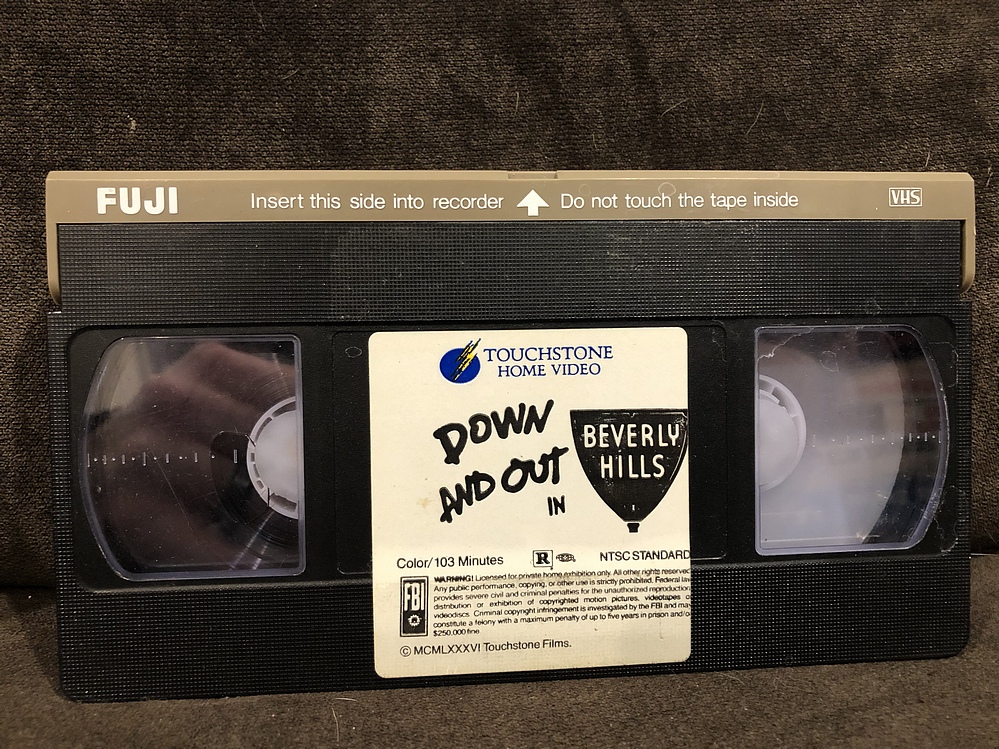 FUJI
Insert this side into recorder
Do not touch the tape inside
VHS
TOUCHSTONE
HOME VIDEO
DOWN
AND OUT
IN
BEVERLY
HILLS
Color/103 Minutes
R
NTSC STANDARD
FBI
WARNING! Licensed for private home exhibition only. All other rights reserved
Any public performance, copying, or other use is strictly prohibited. Federal la
provides severe civil and criminal penalties for the unauthorized reproduction
distribution or exhibition of copyrighted motion pictures, videotapes o
videodiscs. Criminal copyright infringement is investigated by the FBI and may
constitute a felony with a maximum penalty of up to five years in prison and/o
$250,000 fine.
© MCMLXXXVI Touchstone Films.